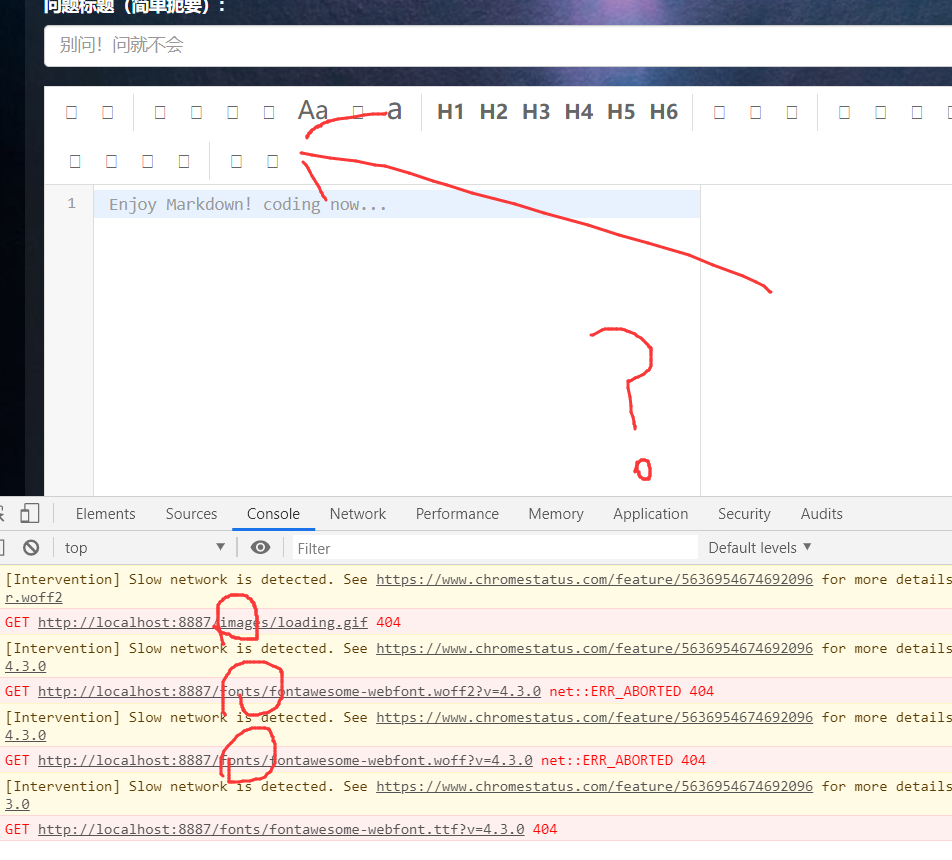 问题标题（简单扼要）:
别问！问就不会
Aa a H1 H2 H3 H4 H5 H6
1 Enjoy Markdown! coding now...
?
Elements Sources Console Network Performance Memory Application Security Audits
top Filter Default levels ▼
[Intervention] Slow network is detected. See https://www.chromestatus.com/feature/5636954674692096 for more details
r.woff2
GET http://localhost:8887/images/loading.gif 404
[Intervention] Slow network is detected. See https://www.chromestatus.com/feature/5636954674692096 for more details
4.3.0
GET http://localhost:8887/fonts/fontawesome-webfont.woff2?v=4.3.0 net::ERR_ABORTED 404
[Intervention] Slow network is detected. See https://www.chromestatus.com/feature/5636954674692096 for more details
4.3.0
GET http://localhost:8887/fonts/fontawesome-webfont.woff?v=4.3.0 net::ERR_ABORTED 404
[Intervention] Slow network is detected. See https://www.chromestatus.com/feature/5636954674692096 for more details
3.0
GET http://localhost:8887/fonts/fontawesome-webfont.ttf?v=4.3.0 404